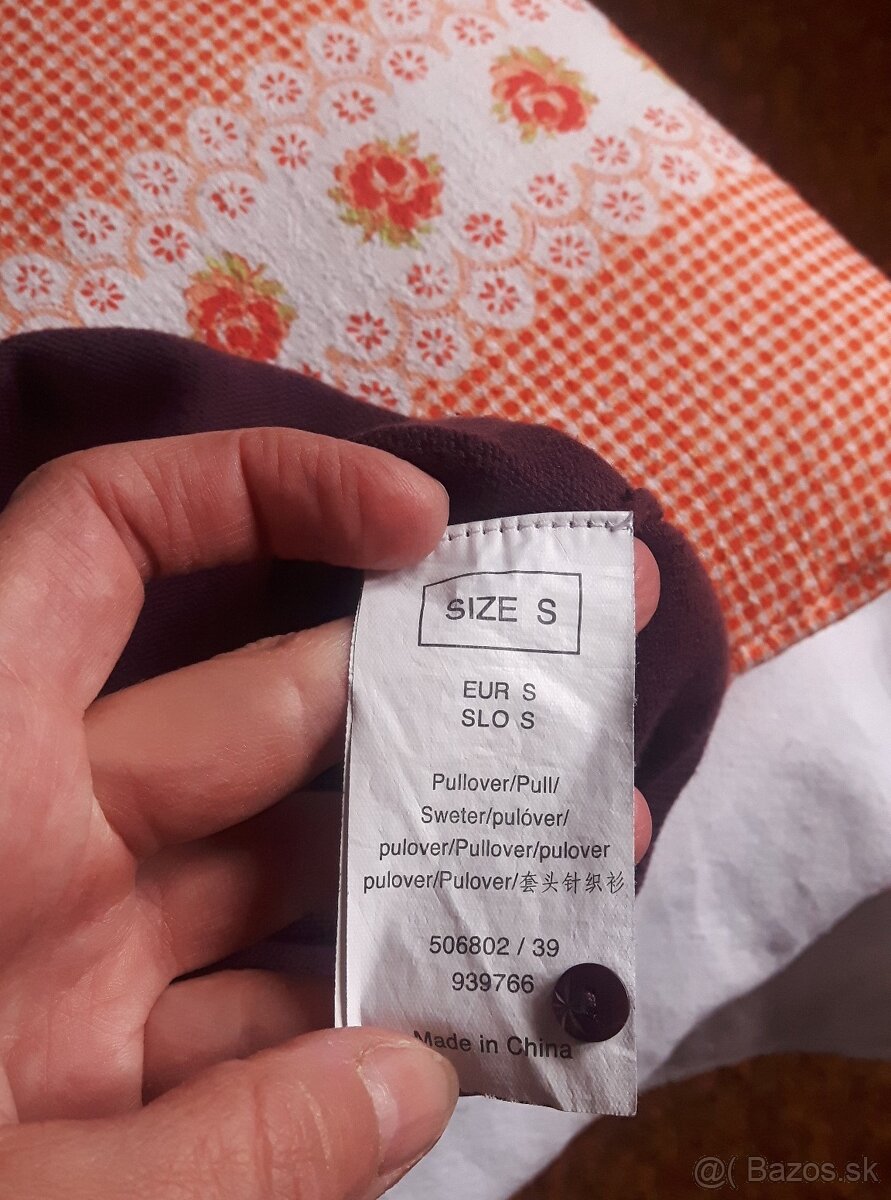 SIZE S
EUR S
SLO S
Pullover/Pull/
Sweter/pulóver/
pulover/Pullover/pulover
pulover/Pulover/套头针织衫
506802 / 39
939766
Made in China
@( Bazos.sk